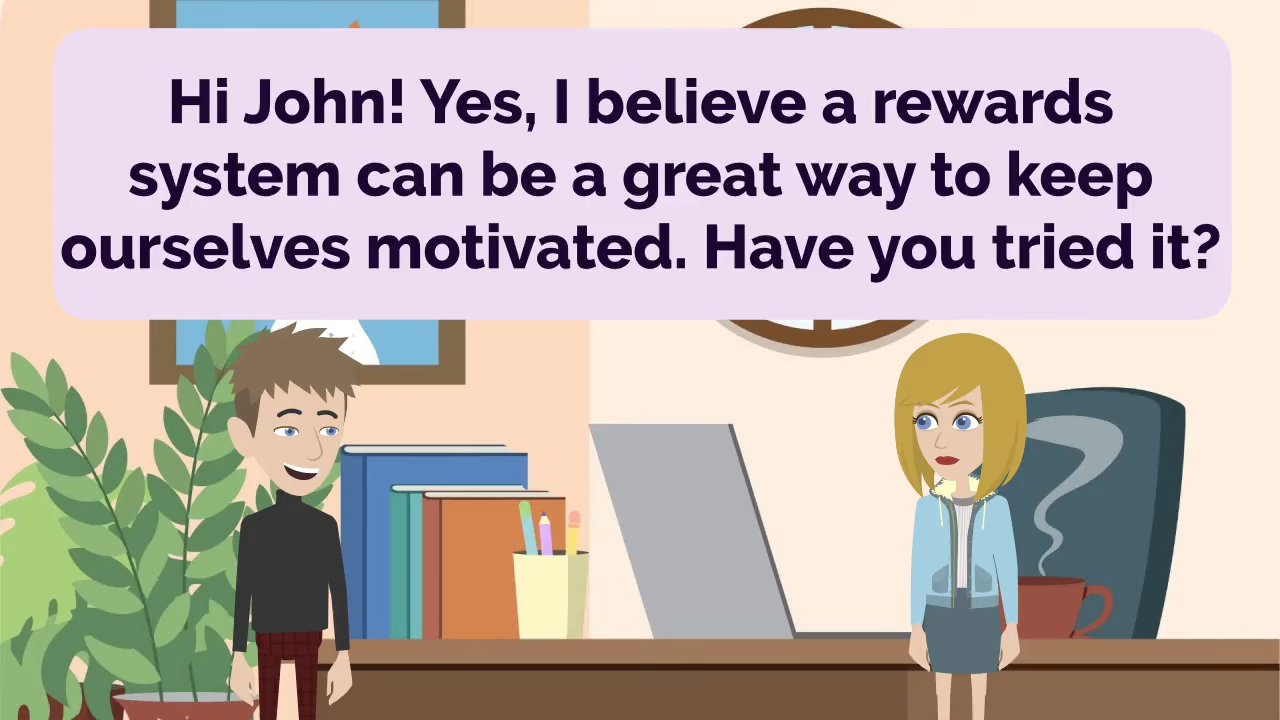 Hi John! Yes, I believe a rewards
system can be a great way to keep
ourselves motivated. Have you tried it?